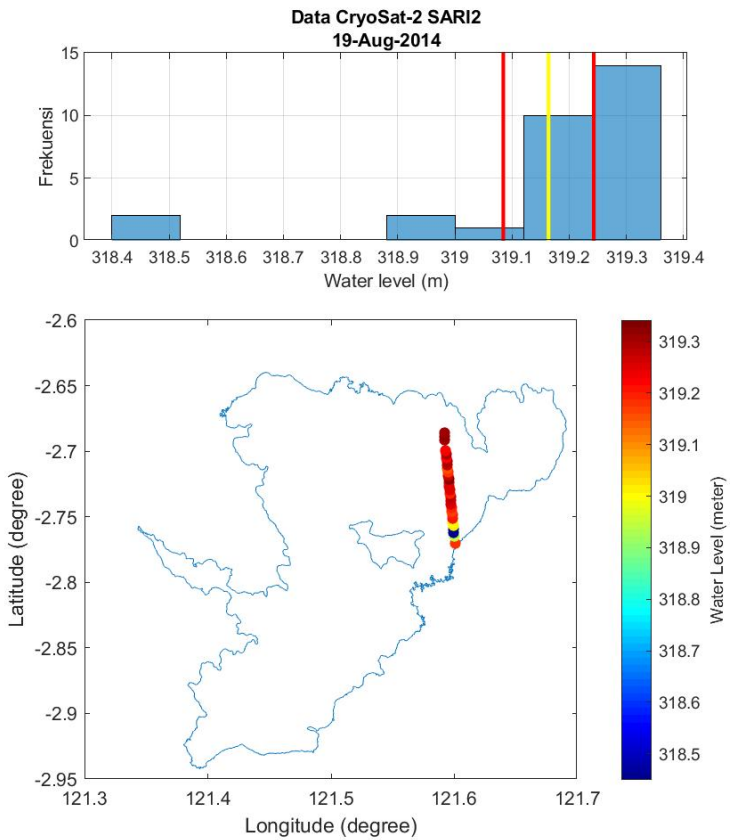 Data CryoSat-2 SARI2
19-Aug-2014
15
10
5
0
Frekuensi
318.4 318.5 318.6 318.7 318.8 318.9 319 319.1 319.2 319.3 319.4
Water level (m)
-2.6
-2.65
-2.7
-2.75
-2.8
-2.85
-2.9
-2.95
Latitude (degree)
121.3 121.4 121.5 121.6 121.7
Longitude (degree)
319.3
319.2
319.1
319
318.9
318.8
318.7
318.6
318.5
Water Level (meter)